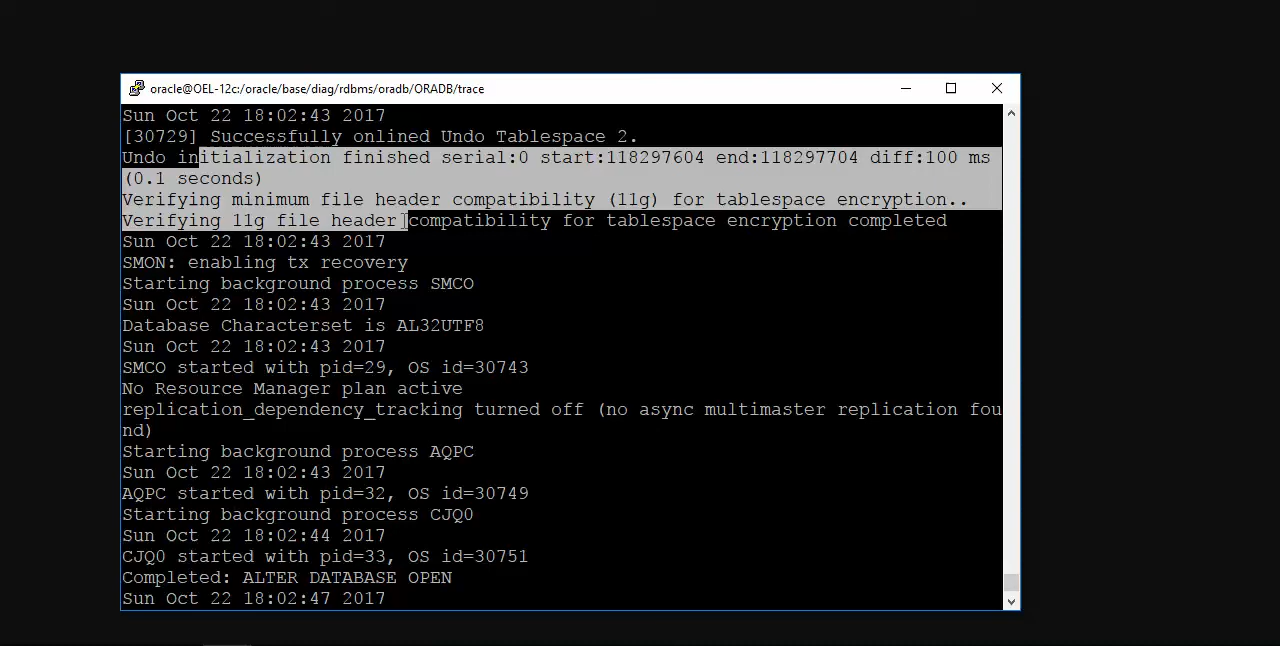 oracle@OEL-12c:/oracle/base/diag/rdbms/oradb/ORADB/trace
Sun Oct 22 18:02:43 2017
[30729] Successfully onlined Undo Tablespace 2.
Undo initialization finished serial:0 start:118297604 end:118297704 diff:100 ms
(0.1 seconds)
Verifying minimum file header compatibility (11g) for tablespace encryption..
Verifying 11g file header compatibility for tablespace encryption completed
Sun Oct 22 18:02:43 2017
SMON: enabling tx recovery
Starting background process SMCO
Sun Oct 22 18:02:43 2017
Database Characterset is AL32UTF8
Sun Oct 22 18:02:43 2017
SMCO started with pid=29, OS id=30743
No Resource Manager plan active
replication_dependency_tracking turned off (no async multimaster replication fou
nd)
Starting background process AQPC
Sun Oct 22 18:02:43 2017
AQPC started with pid=32, OS id=30749
Starting background process CJQ0
Sun Oct 22 18:02:44 2017
CJQ0 started with pid=33, OS id=30751
Completed: ALTER DATABASE OPEN
Sun Oct 22 18:02:47 2017